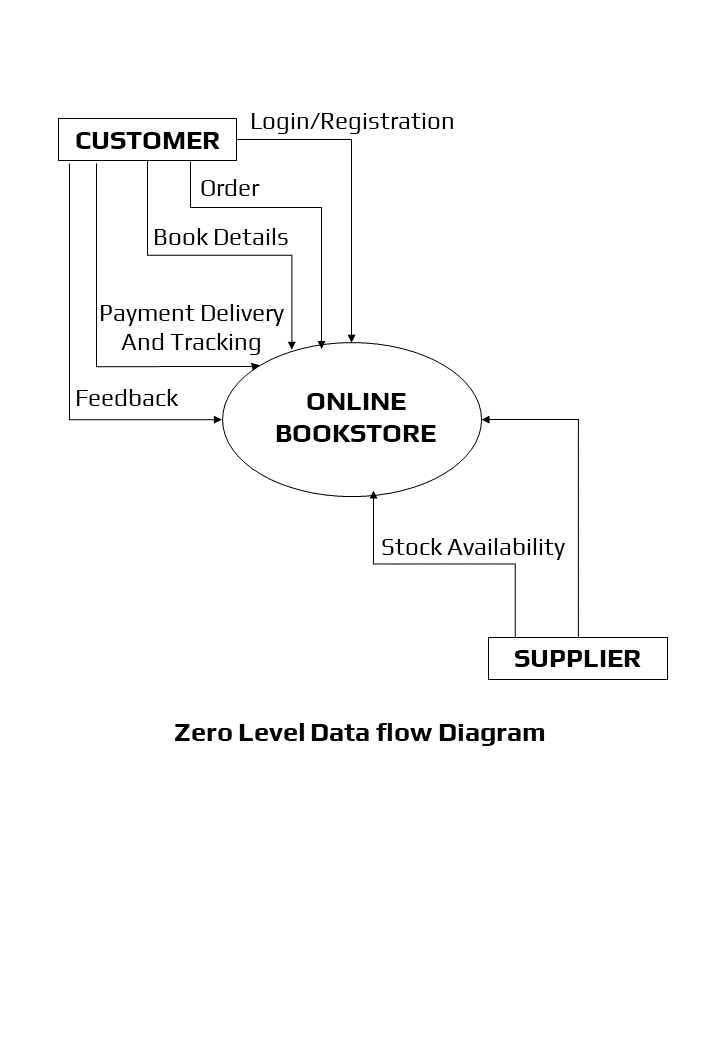 Login/Registration
CUSTOMER
Order
Book Details
Payment Delivery
And Tracking
Feedback
ONLINE
BOOKSTORE
Stock Availability
SUPPLIER
Zero Level Data flow Diagram